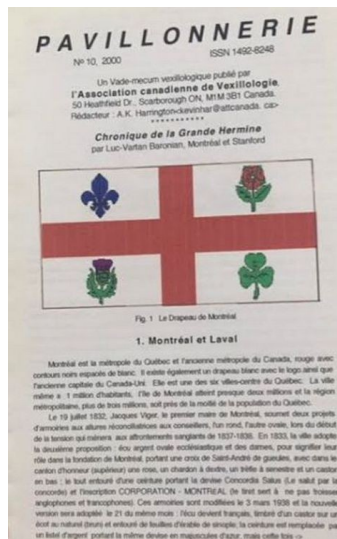 PAVILLONNERIE
Nº 10, 2000 ISSN 1492-8248
Un Vade-mecum vexillologique publié par
l'Association canadienne de Vexillologie,
50 Heathfield Dr., Scarborough ON, M1M 3B1 Canada.
Rédacteur : A.K. Harrington<kevinhar@attcanada. ca>
***********
Chronique de la Grande Hermine
par Luc-Vartan Baronian, Montréal et Stanford
Fig. 1 Le Drapeau de Montréal
1. Montréal et Laval
Montréal est la métropole du Québec et l'ancienne métropole du Canada, rouge avec
contours noirs espacés de blanc. Il existe également un drapeau blanc avec le logo ainsi que
l'ancienne capitale du Canada-Uni. Elle est une des six villes-centre du Québec. La ville
même a 1 million d'habitants, l'île de Montréal atteint presque deux millions et la région
métropolitaine, plus de trois millions, soit près de la moitié de la population du Québec.
Le 19 juillet 1832, Jacques Viger, le premier maire de Montréal, soumet deux projets
d'armoiries aux allures réconciliatrices aux conseillers, l'un rond, l'autre ovale, lors du début
de la tension qui mènera aux affrontements sanglants de 1837-1838. En 1833, la ville adopte
la deuxième proposition : écu argent ovale ecclésiastique et des dames, pour signifier leur
rôle dans la fondation de Montréal, portant une croix de Saint-André de gueules, avec dans le
canton d'honneur (supérieur) une rose, un chardon à dextre, un trèfle à senestre et un castor
en bas ; le tout entouré d'une ceinture portant la devise Concordia Salus (Le salut par la
concorde) et l'inscription CORPORATION - MONTREAL (le tiret sert à ne pas froisser
anglophones et francophones). Ces armoiries sont modifiées le 3 mars 1938 et la nouvelle
version sera adoptée le 21 du même mois : l'écu devient français, timbré d'un castor sur un
écot au naturel (brun) et entouré de feuilles d'érable de sinople; la ceinture est remplacée par
un listel d'argent portant la même devise en majuscules d'azur, mais cette fois ->